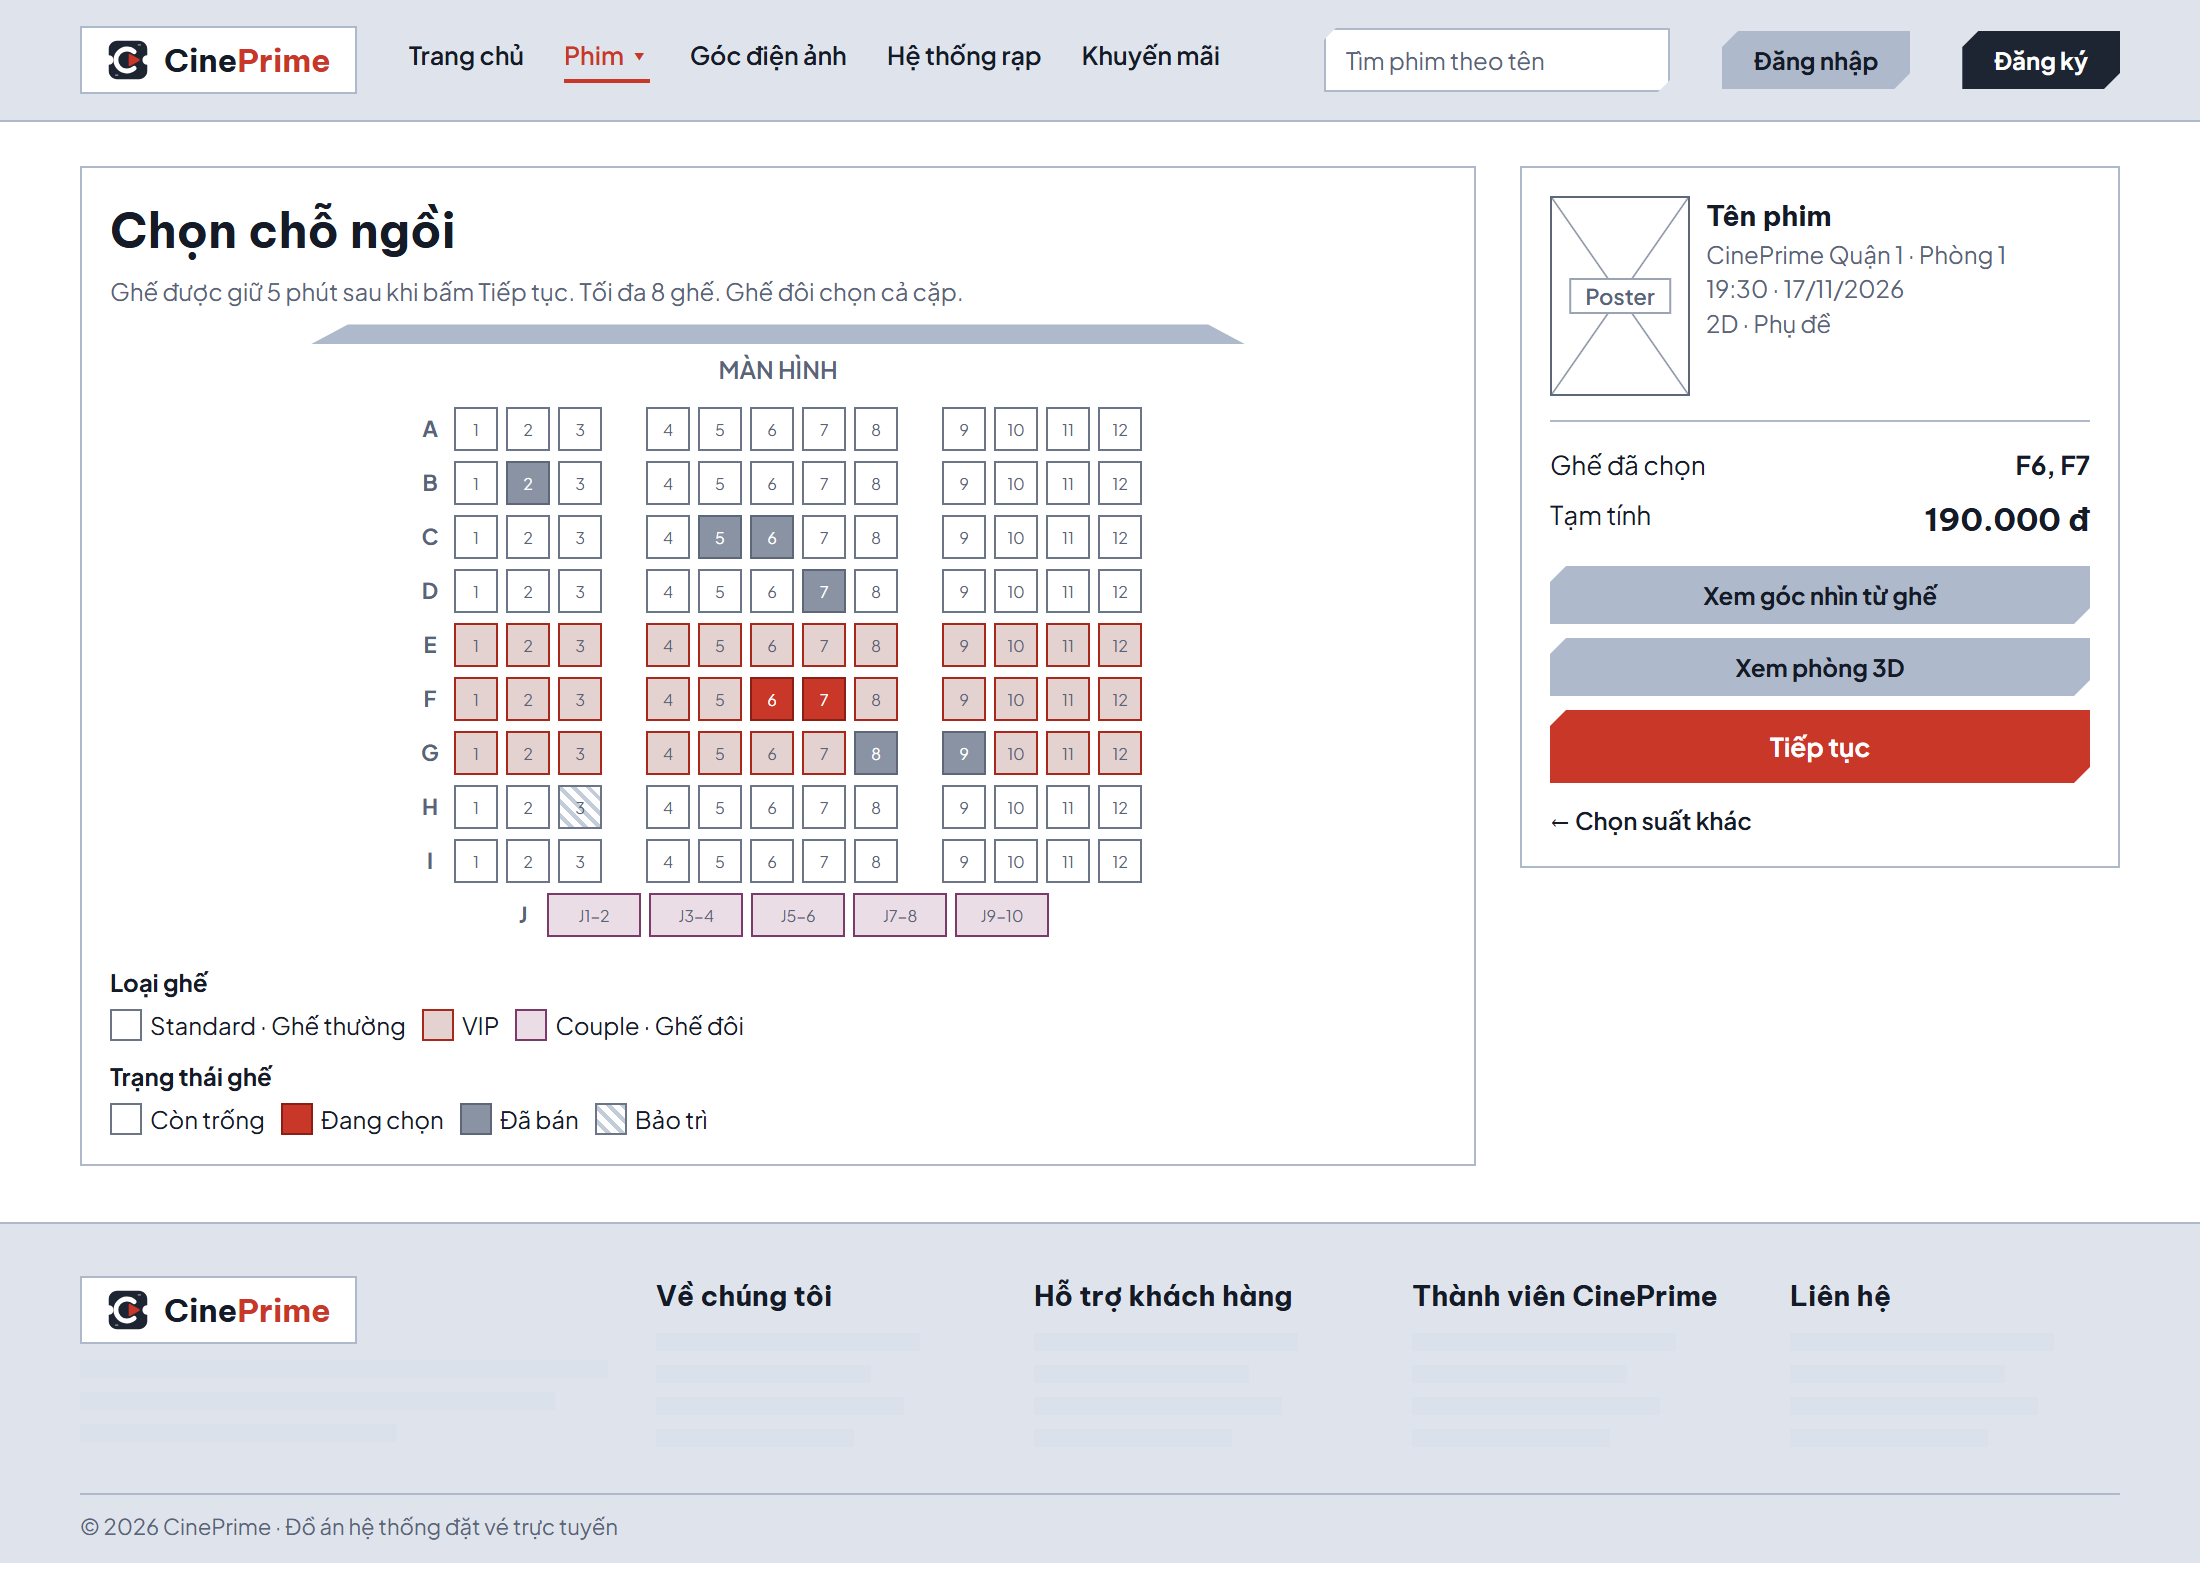 CinePrime
Trang chủ Phim ▼ Góc điện ảnh Hệ thống rạp Khuyến mãi
Tìm phim theo tên
Đăng nhập
Đăng ký
Chọn chỗ ngồi
Ghế được giữ 5 phút sau khi bấm Tiếp tục. Tối đa 8 ghế. Ghế đôi chọn cả cặp.
MÀN HÌNH
A 1 2 3 4 5 6 7 8 9 10 11 12
B 1 2 3 4 5 6 7 8 9 10 11 12
C 1 2 3 4 5 6 7 8 9 10 11 12
D 1 2 3 4 5 6 7 8 9 10 11 12
E 1 2 3 4 5 6 7 8 9 10 11 12
F 1 2 3 4 5 6 7 8 9 10 11 12
G 1 2 3 4 5 6 7 8 9 10 11 12
H 1 2 3 4 5 6 7 8 9 10 11 12
I 1 2 3 4 5 6 7 8 9 10 11 12
J J1–2 J3–4 J5–6 J7–8 J9–10
Loại ghế
Standard · Ghế thường VIP Couple · Ghế đôi
Trạng thái ghế
Còn trống Đang chọn Đã bán Bảo trì
Poster
Tên phim
CinePrime Quận 1 · Phòng 1
19:30 · 17/11/2026
2D · Phụ đề
Ghế đã chọn F6, F7
Tạm tính 190.000 đ
Xem góc nhìn từ ghế
Xem phòng 3D
Tiếp tục
← Chọn suất khác
CinePrime
Về chúng tôi
Hỗ trợ khách hàng
Thành viên CinePrime
Liên hệ
© 2026 CinePrime · Đồ án hệ thống đặt vé trực tuyến